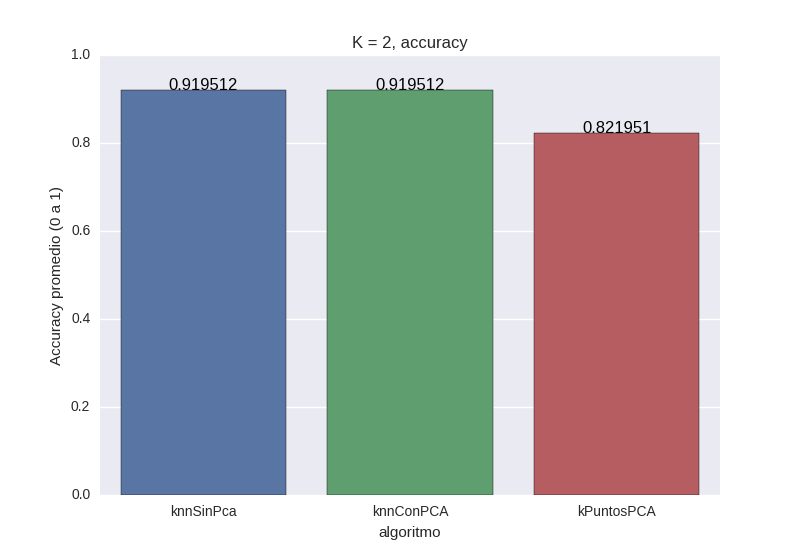 K = 2, accuracy
1.0
0.8
0.6
0.4
0.2
0.0
Accuracy promedio (0 a 1)
0.919512
0.919512
0.821951
knnSinPca
knnConPCA
kPuntosPCA
algoritmo